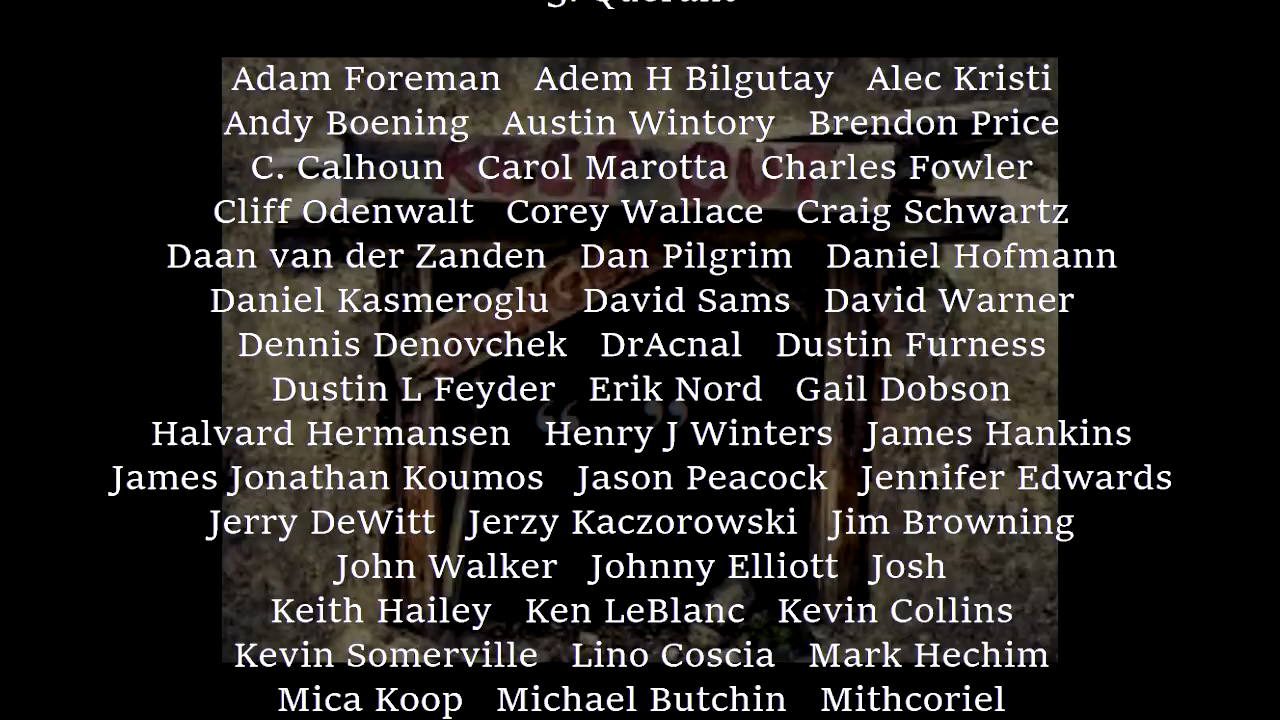 Adam Foreman Adem H Bilgutay Alec Kristi
Andy Boening Austin Wintory Brendon Price
KEEP OUT
C. Calhoun Carol Marotta Charles Fowler
Cliff Odenwalt Corey Wallace Craig Schwartz
Daan van der Zanden Dan Pilgrim Daniel Hofmann
Daniel Kasmeroglu David Sams David Warner
Dennis Denovchek DrAcnal Dustin Furness
Dustin L Feyder Erik Nord Gail Dobson
Halvard Hermansen Henry J Winters James Hankins
James Jonathan Koumos Jason Peacock Jennifer Edwards
Jerry DeWitt Jerzy Kaczorowski Jim Browning
John Walker Johnny Elliott Josh
Keith Hailey Ken LeBlanc Kevin Collins
Kevin Somerville Lino Coscia Mark Hechim
Mica Koop Michael Butchin Mithcoriel